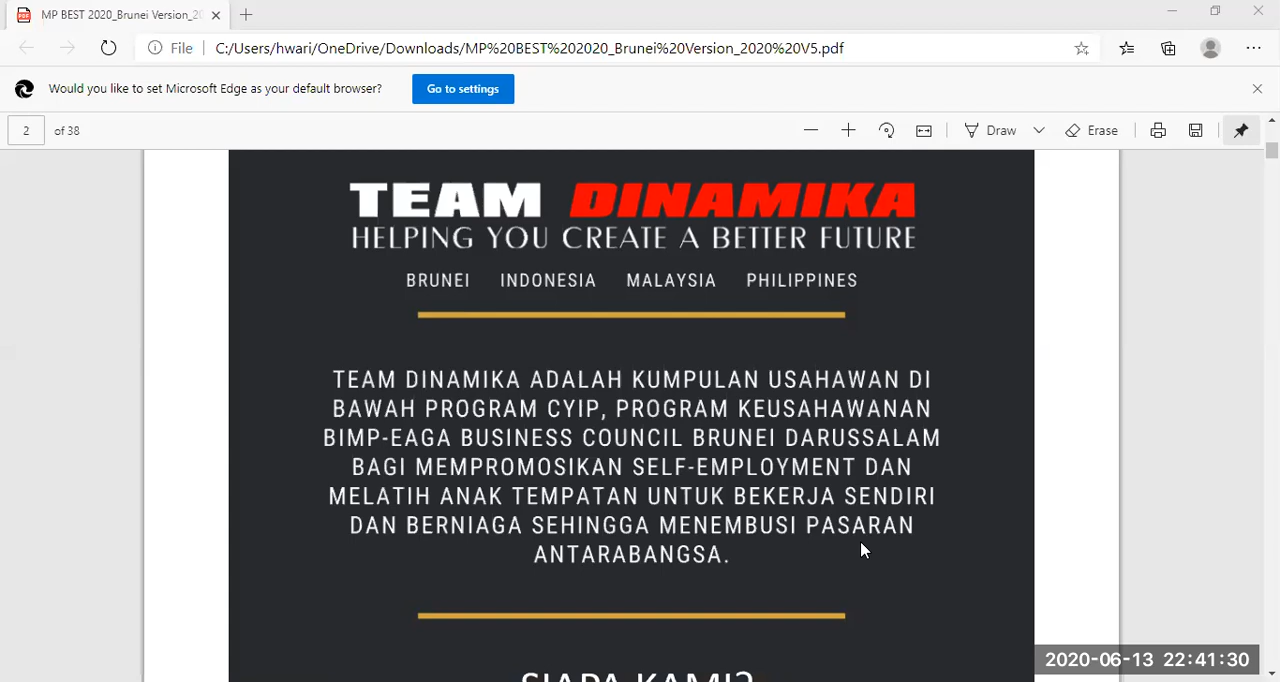 MP BEST 2020_Brunei Version_20
File
C:/Users/hwari/OneDrive/Downloads/MP%20BEST%202020_Brunei%20Version_2020%20V5.pdf
Would you like to set Microsoft Edge as your default browser?
Go to settings
2 of 38
Draw
Erase
TEAM DINAMIKA
HELPING YOU CREATE A BETTER FUTURE
BRUNEI INDONESIA MALAYSIA PHILIPPINES
TEAM DINAMIKA ADALAH KUMPULAN USAHAWAN DI
BAWAH PROGRAM CYIP, PROGRAM KEUSAHAWANAN
BIMP-EAGA BUSINESS COUNCIL BRUNEI DARUSSALAM
BAGI MEMPROMOSIKAN SELF-EMPLOYMENT DAN
MELATIH ANAK TEMPATAN UNTUK BEKERJA SENDIRI
DAN BERNIAGA SEHINGGA MENEMBUSI PASARAN
ANTARABANGSA.
SIAPA KAMI?
2020-06-13 22:41:30